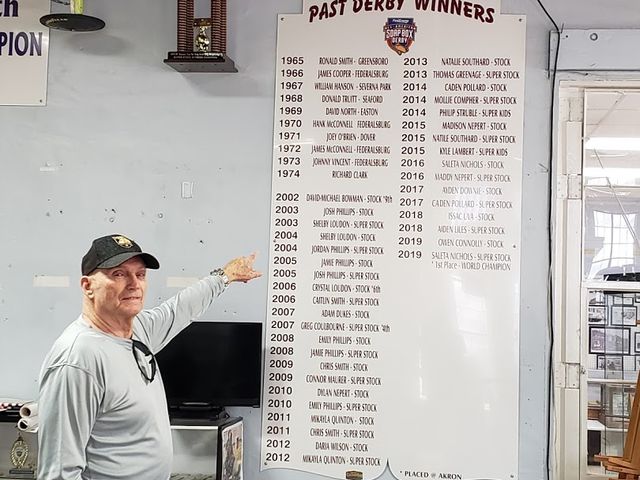 ch
PION
PAST DERBY WINNERS
SOAP BOX
DERBY
1965 RONALD SMITH - GREENSBORO
1966 JAMES COOPER - FEDERALSBURG
1967 WILLIAM HANSON - SEVERNA PARK
1968 DONALD TRUITT - SEAFORD
1969 DAVID NORTH - EASTON
1970 HANK McCONNELL - FEDERALSBURG
1971 JOEY O'BRIEN - DOVER
1972 JAMES McCONNELL - FEDERALSBURG
1973 JOHNNY VINCENT - FEDERALSBURG
1974 RICHARD CLARK
2002 DAVID-MICHAEL BOWMAN - STOCK *9th
2003 JOSH PHILLIPS - STOCK
2003 SHELBY LOUDON - SUPER STOCK
2004 SHELBY LOUDON - STOCK
2004 JORDAN PHILLIPS - SUPER STOCK
2005 JAMIE PHILLIPS - STOCK
2005 JOSH PHILLIPS - SUPER STOCK
2006 CRYSTAL LOUDON - STOCK *6th
2006 CAITLIN SMITH - SUPER STOCK
2007 ADAM DUKES - STOCK
2007 GREG COULBOURNE - SUPER STOCK *4th
2008 EMILY PHILLIPS - STOCK
2008 JAMIE PHILLIPS - SUPER STOCK
2009 CHRIS SMITH - STOCK
2009 CONNOR MAURER - SUPER STOCK
2010 DYLAN NEPERT - STOCK
2010 EMILY PHILLIPS - SUPER STOCK
2011 MIKAYLA QUINTON - STOCK
2011 CHRIS SMITH - SUPER STOCK
2012 DARIA WILSON - STOCK
2012 MIKAYLA QUINTON - SUPER STOCK
2013 NATALIE SOUTHARD - STOCK
2013 THOMAS GREENAGE - SUPER STOCK
2014 CADEN POLLARD - STOCK
2014 MOLLIE COMPHER - SUPER STOCK
2014 PHILIP STRUBLE - SUPER KIDS
2015 MADISON NEPERT - STOCK
2015 NATILE SOUTHARD - SUPER STOCK
2015 KYLE LAMBERT - SUPER KIDS
2016 SALETA NICHOLS - STOCK
2016 MADDY NEPERT - SUPER STOCK
2017 AYDEN DOWNIE - STOCK
2017 CADEN POLLARD - SUPER STOCK
2018 ISSAC - STOCK
2018 AIDEN LILES - SUPER STOCK
2019 OWEN CONNOLLY - STOCK
2019 SALETA NICHOLS - SUPER STOCK
* 1st Place - WORLD CHAMPION
* PLACED @ AKRON